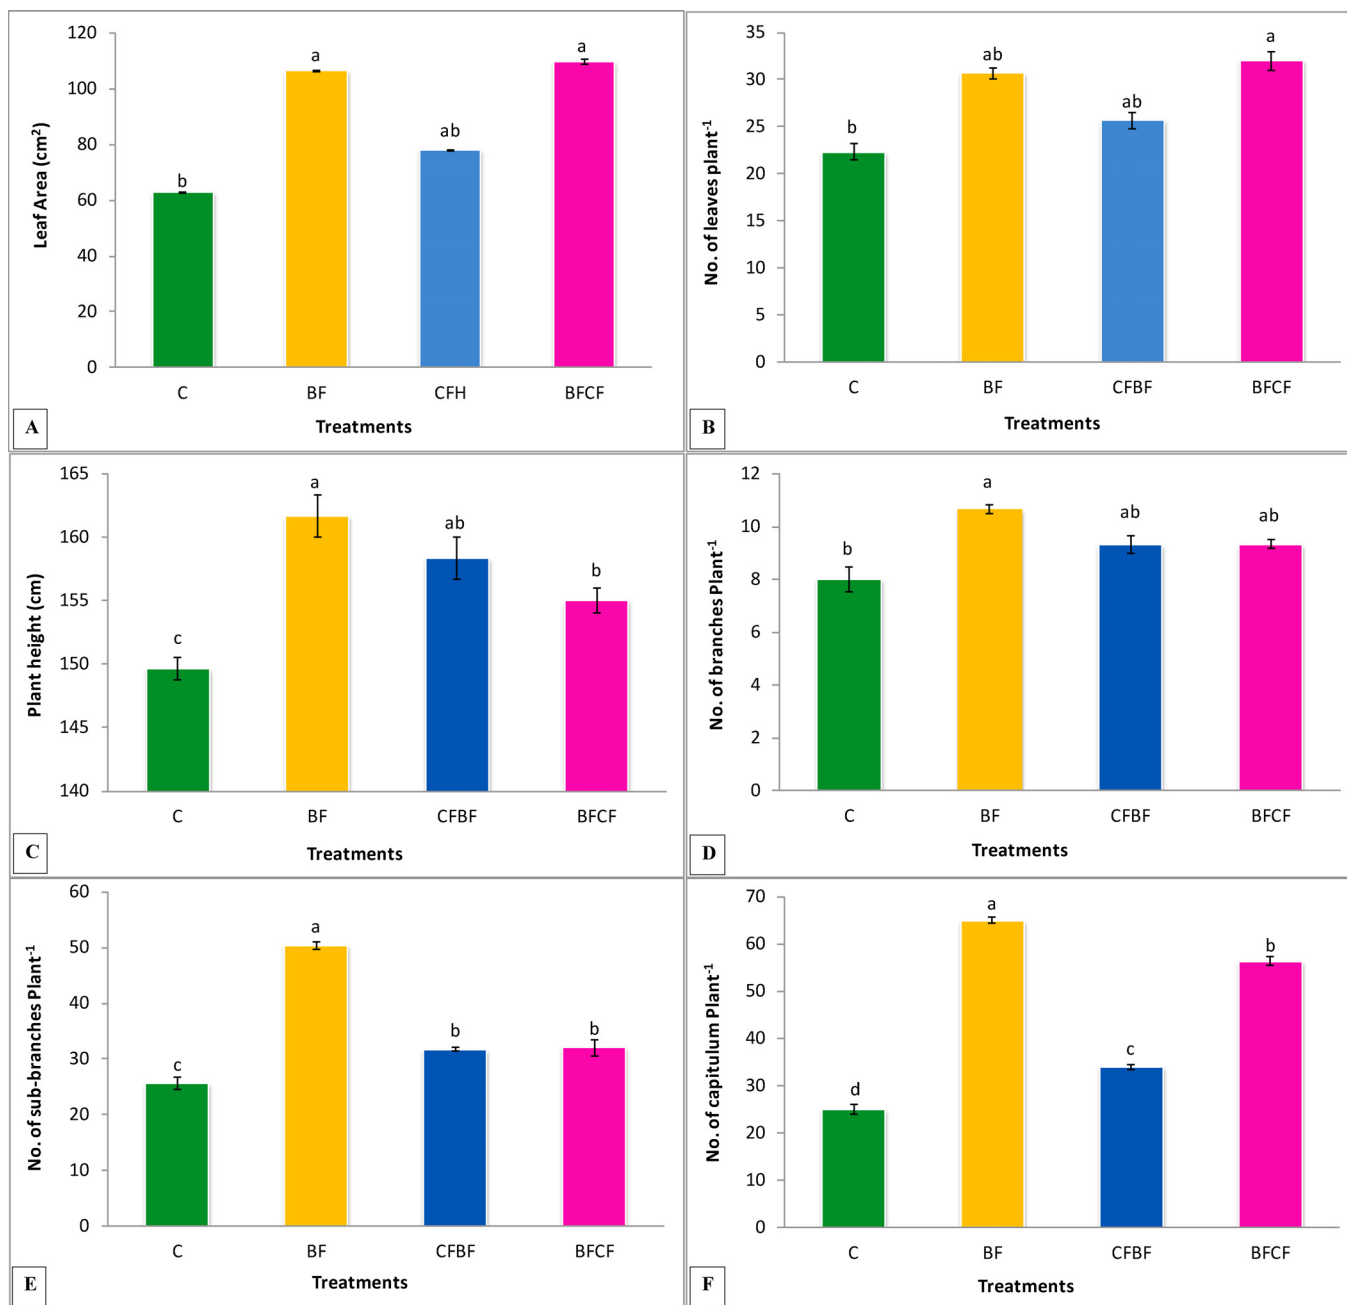 120
100
80
60
40
20
0
Leaf Area (cm²)
b
a
ab
a
C BF CFH BFCF
Treatments
A
35
30
25
20
15
10
5
0
No. of leaves plant⁻¹
b
ab
ab
a
C BF CFBF BFCF
Treatments
B
165
160
155
150
145
140
Plant height (cm)
c
a
ab
b
C BF CFBF BFCF
Treatments
C
12
10
8
6
4
2
0
No. of branches Plant⁻¹
b
a
ab
ab
C BF CFBF BFCF
Treatments
D
60
50
40
30
20
10
0
No. of sub-branches Plant⁻¹
c
a
b
b
C BF CFBF BFCF
Treatments
E
70
60
50
40
30
20
10
0
No. of capitulum Plant⁻¹
d
a
c
b
C BF CFBF BFCF
Treatments
F